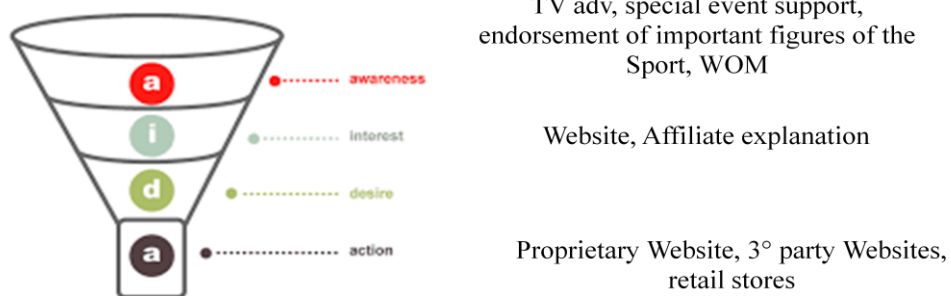 TV adv, special event support,
endorsement of important figures of the
Sport, WOM
a
awareness
i
interest
Website, Affiliate explanation
d
desire
a
action
Proprietary Website, 3° party Websites,
retail stores